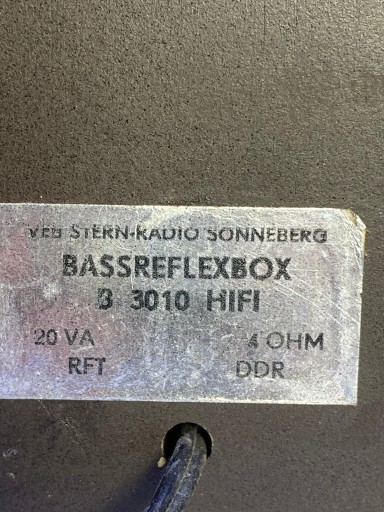 VEB STERN-RADIO SONNEBERG
BASSREFLEXBOX
B 3010 HIFI
20 VA 4 OHM
RFT DDR